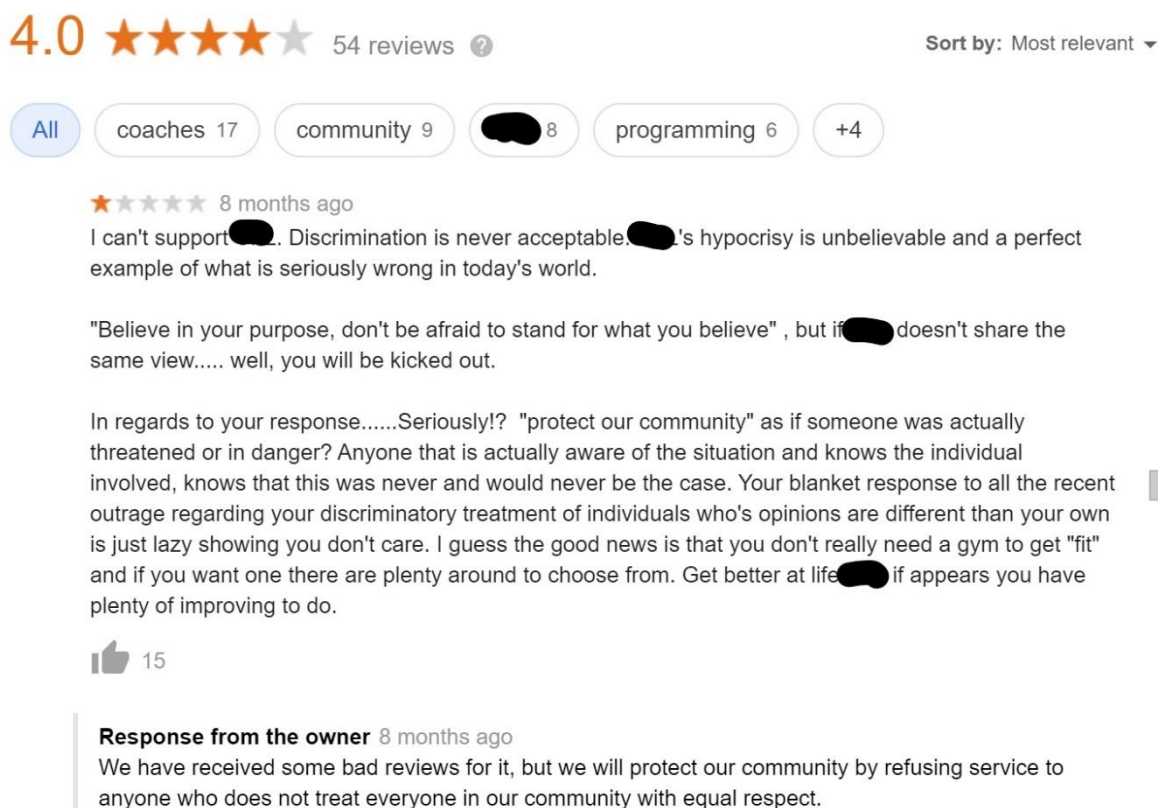 4.0 54 reviews ?
Sort by: Most relevant
All coaches 17 community 9 8 programming 6 +4
8 months ago
I can't support . Discrimination is never acceptable. 's hypocrisy is unbelievable and a perfect
example of what is seriously wrong in today's world.
"Believe in your purpose, don't be afraid to stand for what you believe" , but if doesn't share the
same view..... well, you will be kicked out.
In regards to your response......Seriously!? "protect our community" as if someone was actually
threatened or in danger? Anyone that is actually aware of the situation and knows the individual
involved, knows that this was never and would never be the case. Your blanket response to all the recent
outrage regarding your discriminatory treatment of individuals who's opinions are different than your own
is just lazy showing you don't care. I guess the good news is that you don't really need a gym to get "fit"
and if you want one there are plenty around to choose from. Get better at life if appears you have
plenty of improving to do.
15
Response from the owner 8 months ago
We have received some bad reviews for it, but we will protect our community by refusing service to
anyone who does not treat everyone in our community with equal respect.